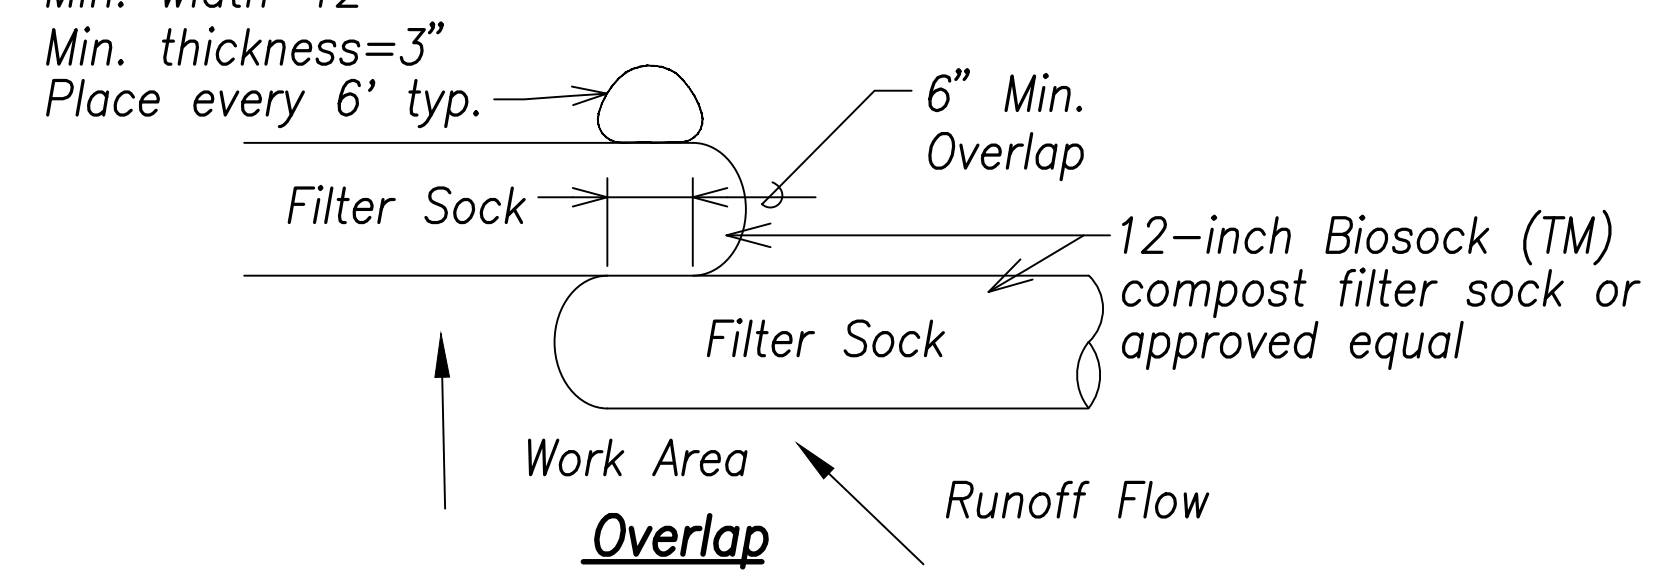 Min. thickness=3"
Place every 6' typ.
6" Min.
Overlap
Filter Sock
12-inch Biosock (TM)
compost filter sock or
approved equal
Filter Sock
Work Area
Runoff Flow
Overlap